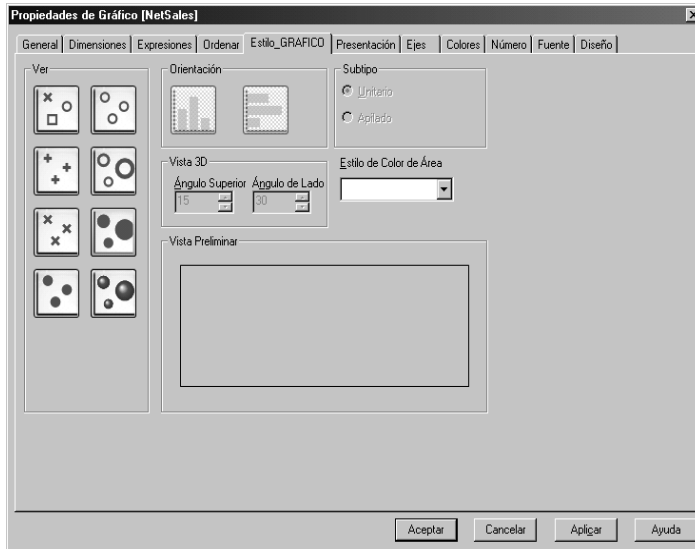 Propiedades de Gráfico [NetSales]
General Dimensiones Expresiones Ordenar Estilo_GRAFICO Presentación Ejes Colores Número Fuente Diseño
Ver
Orientación
Subtipo
Unitario
Apilado
Vista 3D
Ángulo Superior Ángulo de Lado
15 30
Estilo de Color de Área
Vista Preliminar
Aceptar Cancelar Aplicar Ayuda